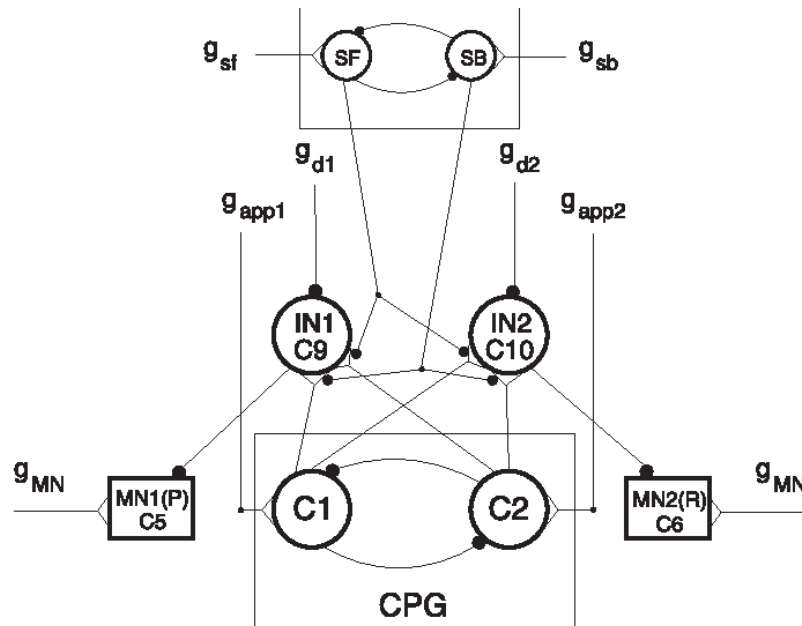 g_sf
SF
SB
g_sb
g_d1
g_d2
g_app1
g_app2
IN1
C9
IN2
C10
g_MN
MN1(P)
C5
C1
C2
MN2(R)
C6
g_MN
CPG